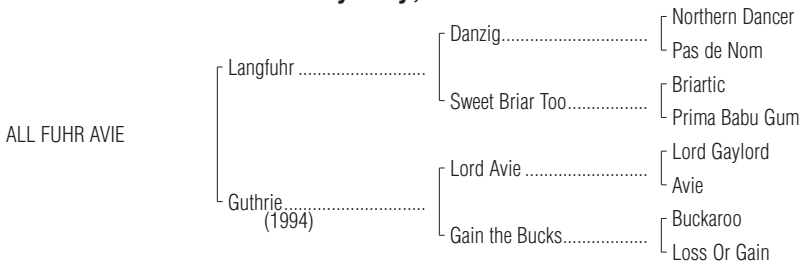 Northern Dancer
Danzig
Pas de Nom
Langfuhr
Briartic
Sweet Briar Too
Prima Babu Gum
ALL FUHR AVIE
Lord Gaylord
Lord Avie
Avie
Guthrie
(1994)
Buckaroo
Gain the Bucks
Loss Or Gain